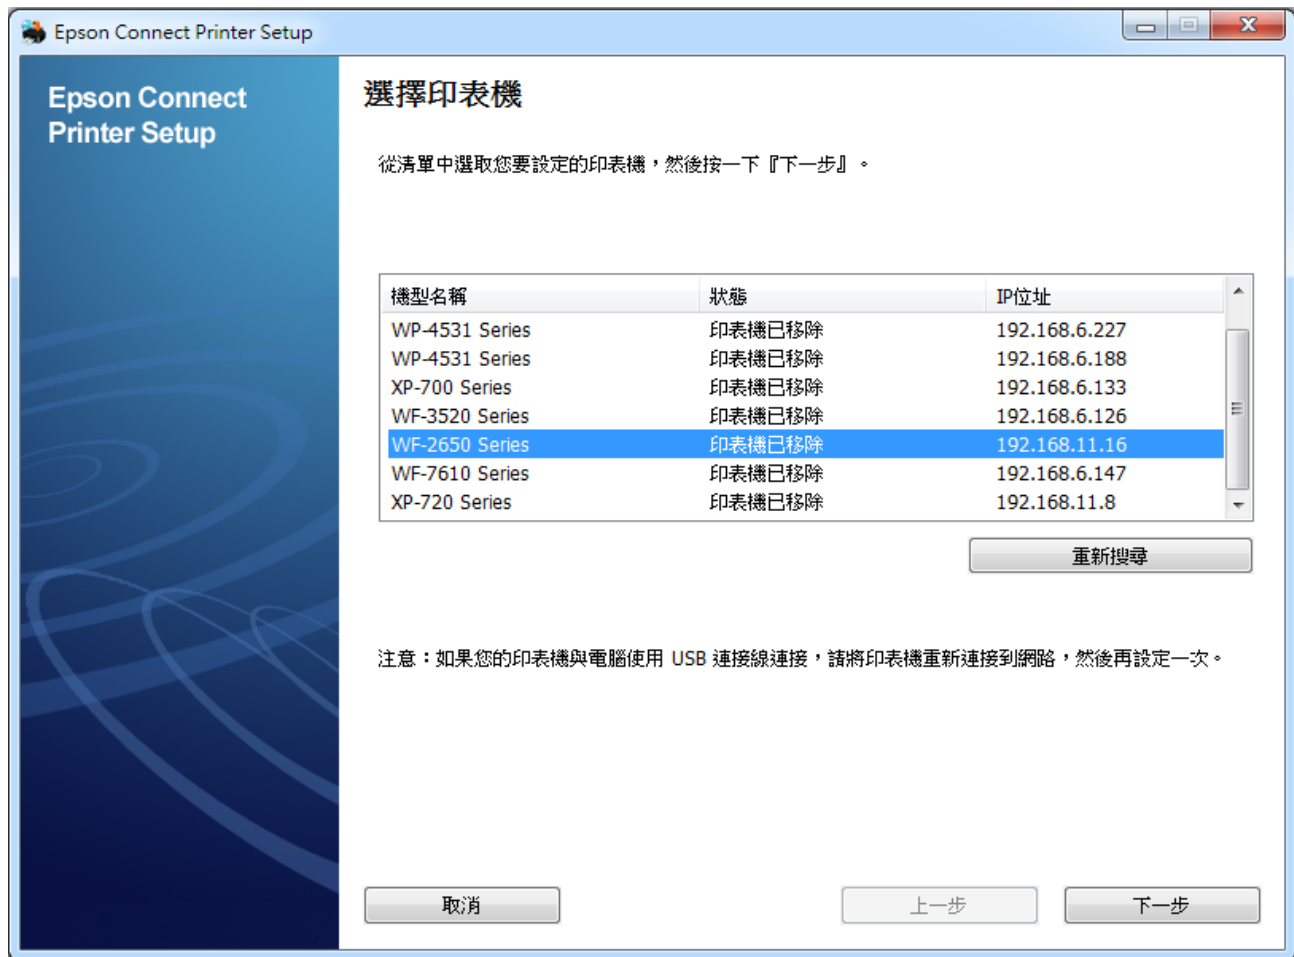 Epson Connect Printer Setup
Epson Connect
Printer Setup
選擇印表機
從清單中選取您要設定的印表機，然後按一下『下一步』。
機型名稱 狀態 IP位址
WP-4531 Series 印表機已移除 192.168.6.227
WP-4531 Series 印表機已移除 192.168.6.188
XP-700 Series 印表機已移除 192.168.6.133
WF-3520 Series 印表機已移除 192.168.6.126
WF-2650 Series 印表機已移除 192.168.11.16
WF-7610 Series 印表機已移除 192.168.6.147
XP-720 Series 印表機已移除 192.168.11.8
重新搜尋
注意：如果您的印表機與電腦使用 USB 連接線連接，請將印表機重新連接到網路，然後再設定一次。
取消 上一步 下一步